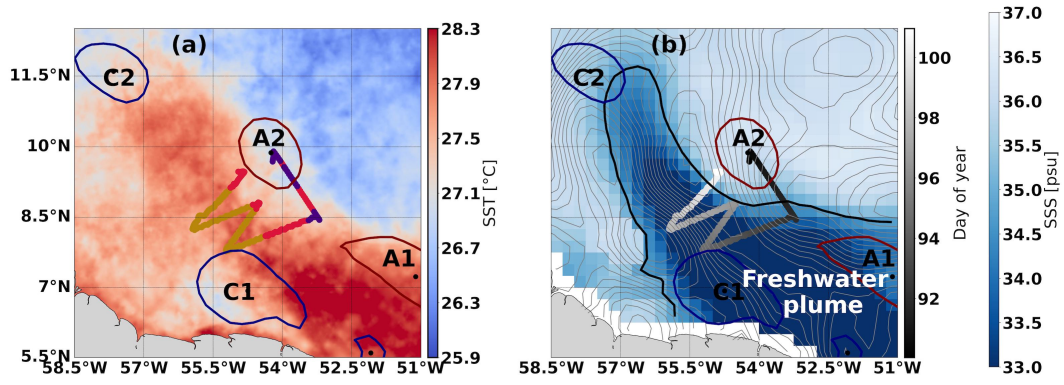 (a)
C2
A2
A1
C1
11.5°N
10°N
8.5°N
7°N
5.5°N
58.5°W
57°W
55.5°W
54°W
52.5°W
51°W
28.3
27.9
27.5
27.1
26.7
26.3
25.9
SST [°C]
(b)
C2
A2
A1
C1
Freshwater
plume
58.5°W
57°W
55.5°W
54°W
52.5°W
51°W
100
98
96
94
92
Day of year
37.0
36.5
36.0
35.5
35.0
34.5
34.0
33.5
33.0
SSS [psu]